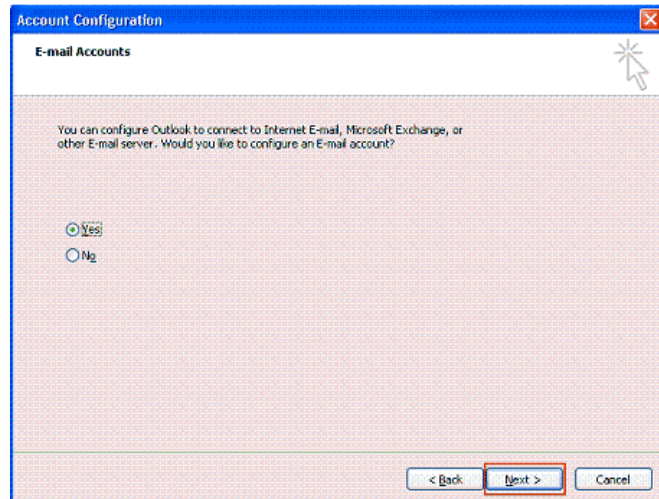 Account Configuration
E-mail Accounts
You can configure Outlook to connect to Internet E-mail, Microsoft Exchange, or
other E-mail server. Would you like to configure an E-mail account?
Yes
No
< Back
Next >
Cancel